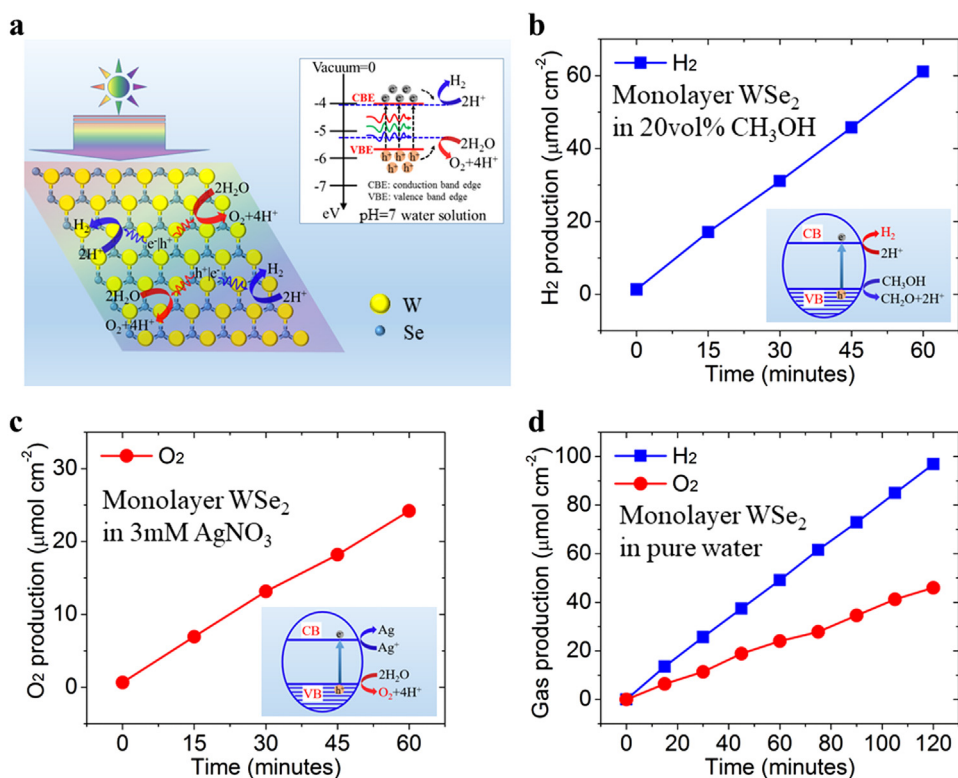 a
Vacuum=0
-4
-5
-6
-7
eV
CBE
VBE
e⁻ e⁻ e⁻
e⁻ e⁻
h⁺ h⁺ h⁺
h⁺ h⁺
H₂
2H⁺
2H₂O
O₂+4H⁺
CBE: conduction band edge
VBE: valence band edge
pH=7 water solution
2H₂O
O₂+4H⁺
H₂
2H⁺
e⁻|h⁺
h⁺|e⁻
H₂
2H⁺
2H₂O
O₂+4H⁺
W
Se
b
H₂
Monolayer WSe₂
in 20vol% CH₃OH
H₂ production (μmol cm⁻²)
60
40
20
0
CB
VB
e⁻
h⁺
H₂
2H⁺
CH₃OH
CH₂O+2H⁺
0 15 30 45 60
Time (minutes)
c
O₂
Monolayer WSe₂
in 3mM AgNO₃
O₂ production (μmol cm⁻²)
30
20
10
0
CB
VB
e⁻
h⁺
Ag
Ag⁺
2H₂O
O₂+4H⁺
0 15 30 45 60
Time (minutes)
d
H₂
O₂
Monolayer WSe₂
in pure water
Gas production (μmol cm⁻²)
100
80
60
40
20
0
0 20 40 60 80 100 120
Time (minutes)